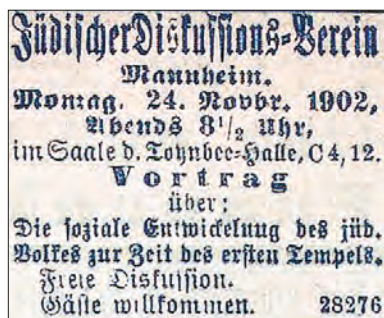 Jüdischer Diskussions-Verein
Mannheim.
Montag, 24. Novbr. 1902,
Abends 8½ Uhr,
im Saale d. Toynbee-Halle, C 4, 12.
Vortrag
über:
Die soziale Entwickelung des jüd.
Volkes zur Zeit des ersten Tempels.
Freie Diskussion.
Gäste willkommen. 28276